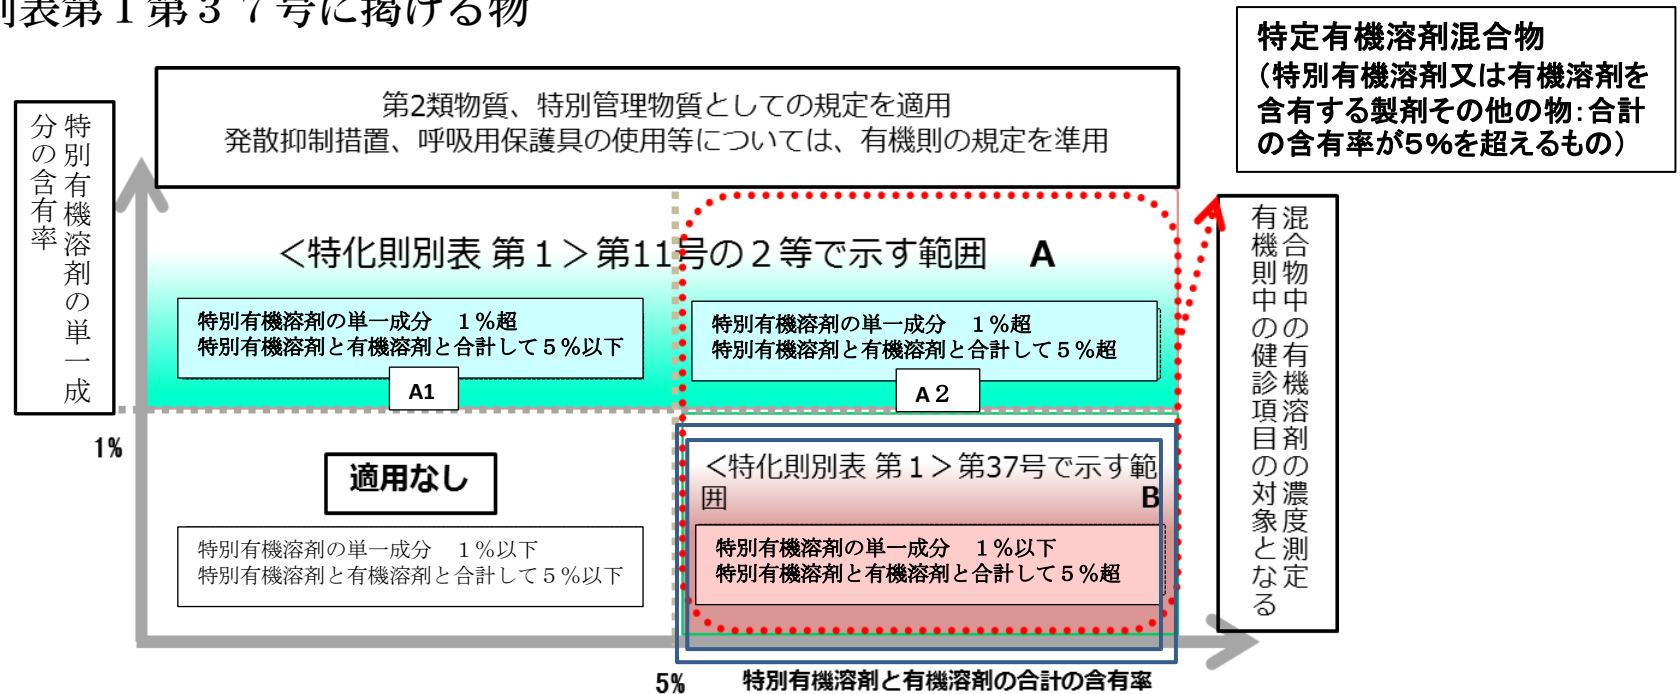 別表第１第３７号に掲げる物
特定有機溶剤混合物
（特別有機溶剤又は有機溶剤を
含有する製剤その他の物：合計
の含有率が5％を超えるもの）
第2類物質、特別管理物質としての規定を適用
発散抑制措置、呼吸用保護具の使用等については、有機則の規定を準用
特別有機溶剤の単一成
分の含有率
＜特化則別表 第１＞第11号の２等で示す範囲　A
特別有機溶剤の単一成分　１％超
特別有機溶剤と有機溶剤と合計して５％以下
A1
特別有機溶剤の単一成分　１％超
特別有機溶剤と有機溶剤と合計して５％超
A２
混合物中の有機溶剤の濃度測定
有機則中の健診項目の対象となる
1%
適用なし
特別有機溶剤の単一成分　１％以下
特別有機溶剤と有機溶剤と合計して５％以下
＜特化則別表 第１＞第37号で示す範
囲　B
特別有機溶剤の単一成分　１％以下
特別有機溶剤と有機溶剤と合計して５％超
5%
特別有機溶剤と有機溶剤の合計の含有率